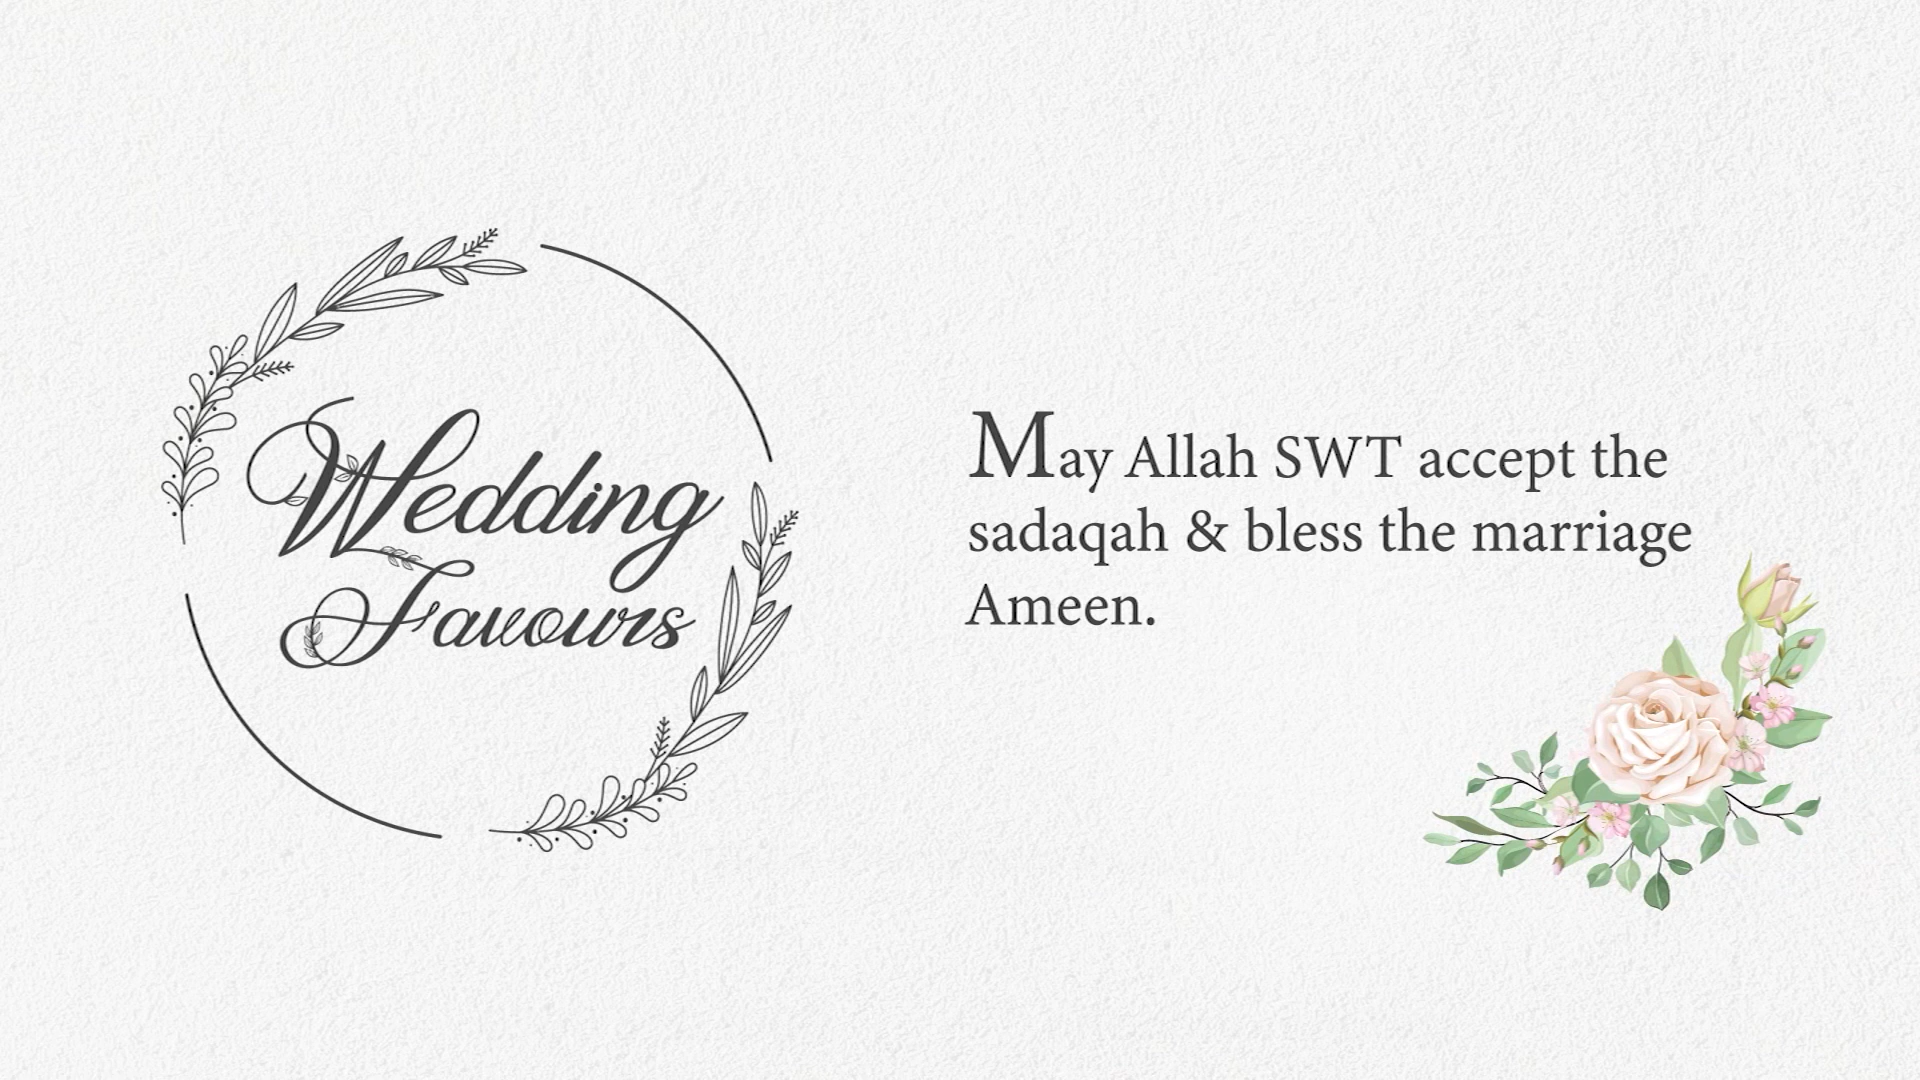 Wedding
Favours
May Allah SWT accept the
sadaqah & bless the marriage
Ameen.